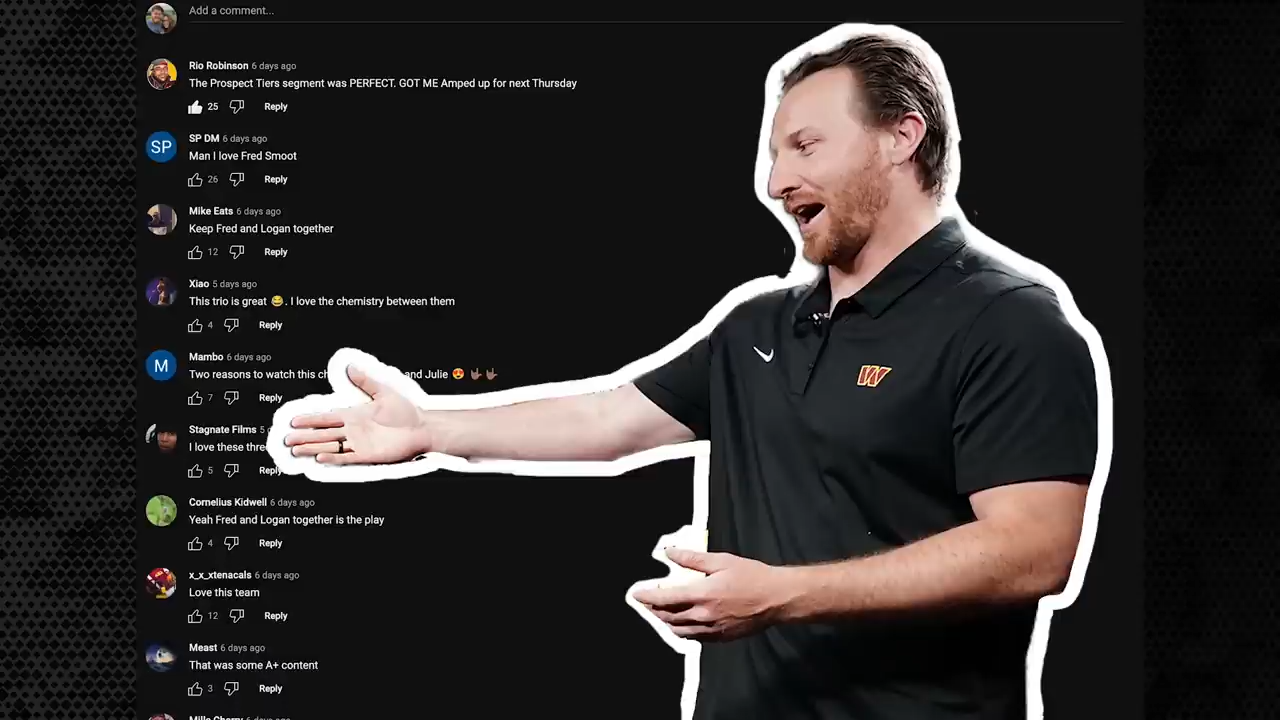 Add a comment...
Rio Robinson 6 days ago
The Prospect Tiers segment was PERFECT. GOT ME Amped up for next Thursday
25 Reply
SP
SP DM 6 days ago
Man I love Fred Smoot
26 Reply
Mike Eats 6 days ago
Keep Fred and Logan together
12 Reply
Xiao 5 days ago
This trio is great 😂. I love the chemistry between them
4 Reply
M
Mambo 6 days ago
Two reasons to watch this ch and Julie 😍 🤟🏾 🤟🏾
7 Reply
Stagnate Films 5
I love these thre
5 Reply
Cornelius Kidwell 6 days ago
Yeah Fred and Logan together is the play
4 Reply
x_x_xtenacals 6 days ago
Love this team
12 Reply
Meast 6 days ago
That was some A+ content
3 Reply
6 days ago
W